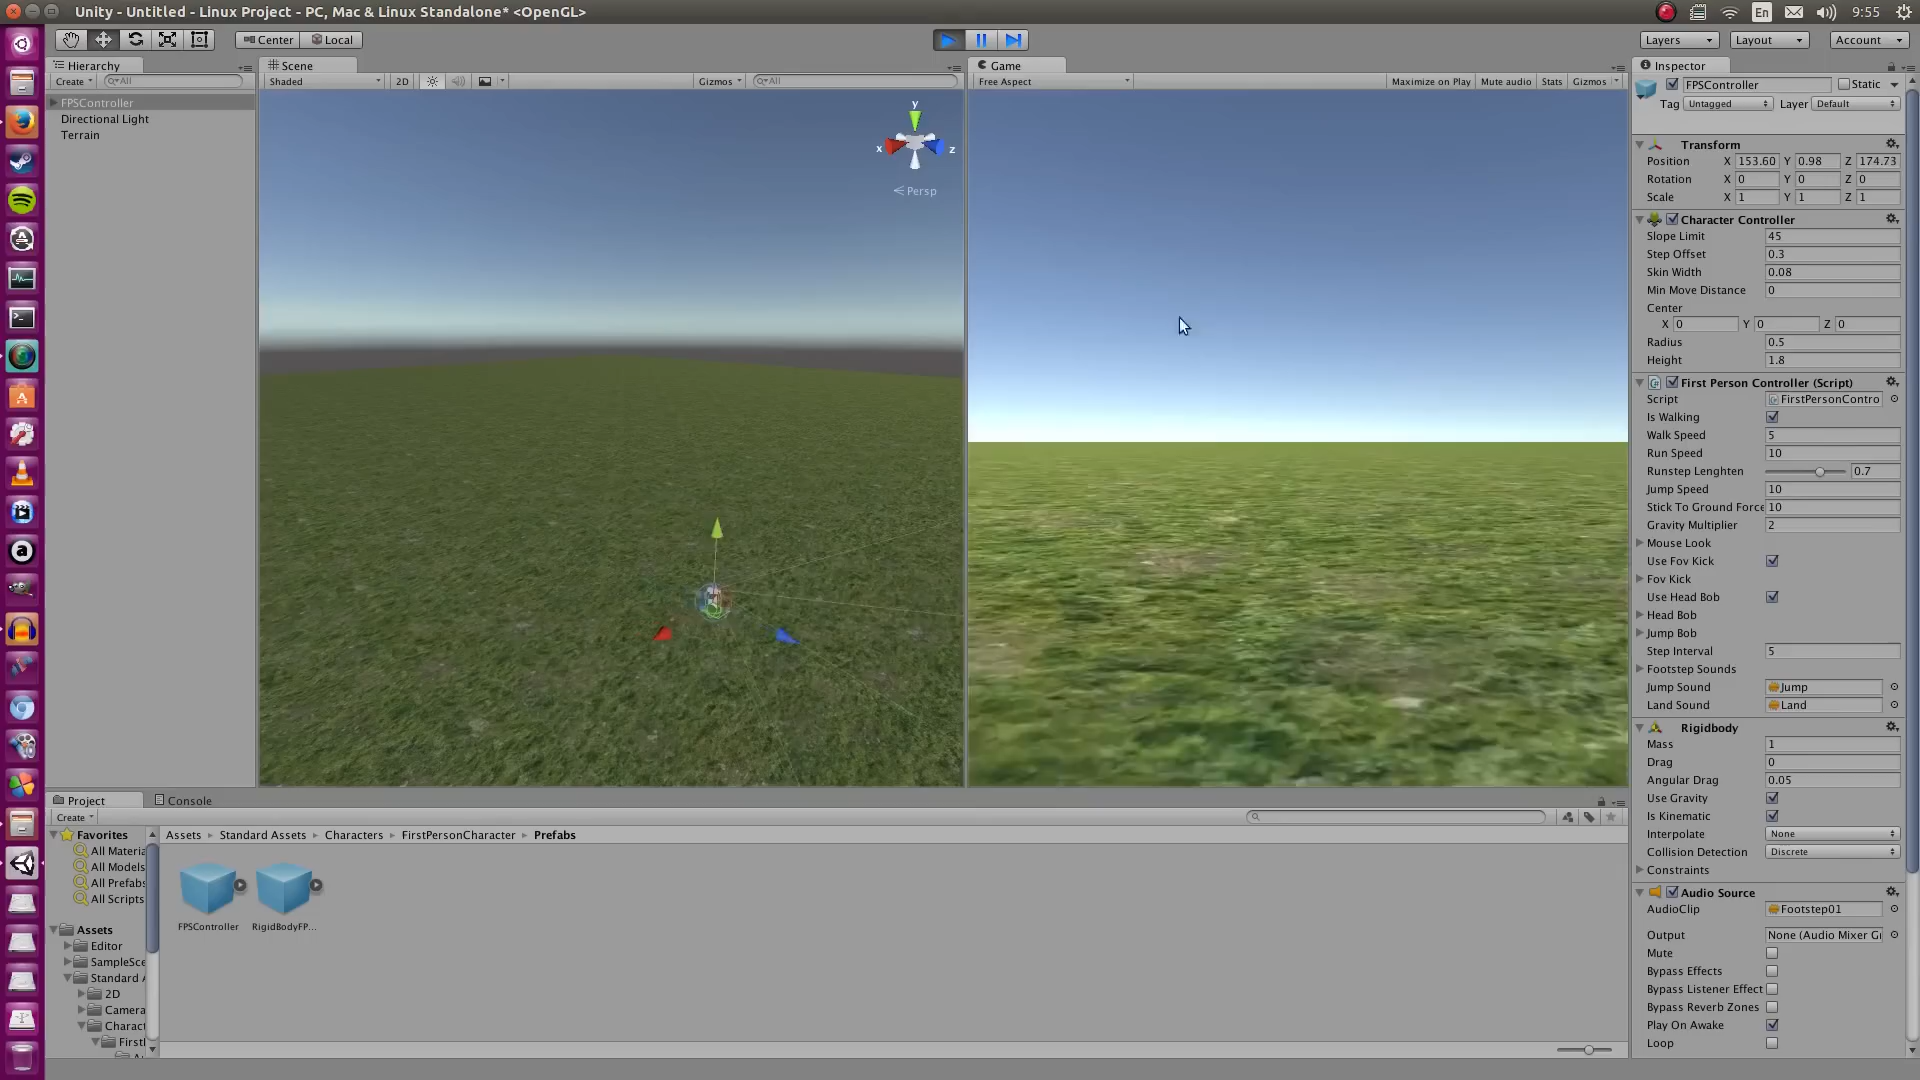 Unity - Untitled - Linux Project - PC, Mac & Linux Standalone* <OpenGL>
En
9:55
Center
Local
Layers
Layout
Account
Hierarchy
Create
All
FPSController
Directional Light
Terrain
Scene
Shaded
2D
Gizmos
All
y
x
z
Persp
Game
Free Aspect
Maximize on Play
Mute audio
Stats
Gizmos
Inspector
FPSController
Static
Tag
Untagged
Layer
Default
Transform
Position
X 153.60 Y 0.98 Z 174.73
Rotation
X 0 Y 0 Z 0
Scale
X 1 Y 1 Z 1
Character Controller
Slope Limit
45
Step Offset
0.3
Skin Width
0.08
Min Move Distance
0
Center
X 0 Y 0 Z 0
Radius
0.5
Height
1.8
First Person Controller (Script)
Script
FirstPersonContro
Is Walking
Walk Speed
5
Run Speed
10
Runstep Lenghten
0.7
Jump Speed
10
Stick To Ground Force
10
Gravity Multiplier
2
Mouse Look
Use Fov Kick
Fov Kick
Use Head Bob
Head Bob
Jump Bob
Step Interval
5
Footstep Sounds
Jump Sound
Jump
Land Sound
Land
Rigidbody
Mass
1
Drag
0
Angular Drag
0.05
Use Gravity
Is Kinematic
Interpolate
None
Collision Detection
Discrete
Constraints
Audio Source
AudioClip
Footstep01
Output
None (Audio Mixer G
Mute
Bypass Effects
Bypass Listener Effect
Bypass Reverb Zones
Play On Awake
Loop
Project
Console
Create
Favorites
All Materia
All Models
All Prefabs
All Scripts
Assets
Editor
SampleSce
Standard A
2D
Camera
Charact
FirstI
Assets
Standard Assets
Characters
FirstPersonCharacter
Prefabs
FPSController
RigidBodyFP...